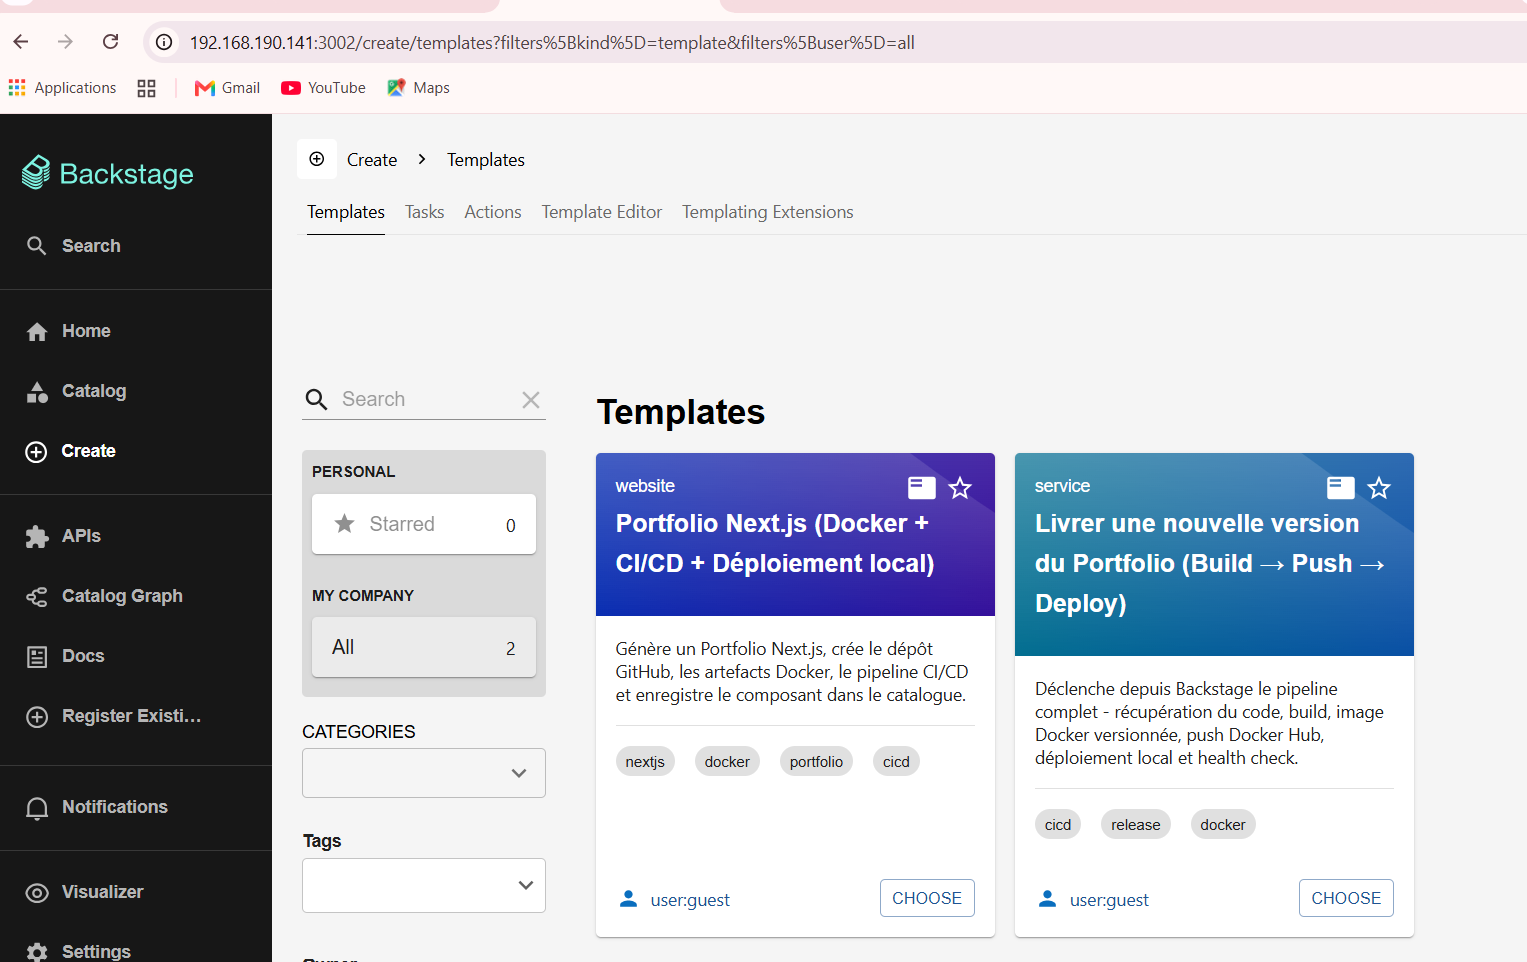 192.168.190.141:3002/create/templates?filters%5Bkind%5D=template&filters%5Buser%5D=all
Applications
Gmail
YouTube
Maps
Backstage
Search
Home
Catalog
Create
APIs
Catalog Graph
Docs
Register Existi...
Notifications
Visualizer
Settings
Create > Templates
Templates Tasks Actions Template Editor Templating Extensions
Search
PERSONAL
Starred 0
MY COMPANY
All 2
CATEGORIES
Tags
Templates
website
Portfolio Next.js (Docker +
CI/CD + Déploiement local)
Génère un Portfolio Next.js, crée le dépôt
GitHub, les artefacts Docker, le pipeline CI/CD
et enregistre le composant dans le catalogue.
nextjs docker portfolio cicd
user:guest
CHOOSE
service
Livrer une nouvelle version
du Portfolio (Build → Push →
Deploy)
Déclenche depuis Backstage le pipeline
complet - récupération du code, build, image
Docker versionnée, push Docker Hub,
déploiement local et health check.
cicd release docker
user:guest
CHOOSE